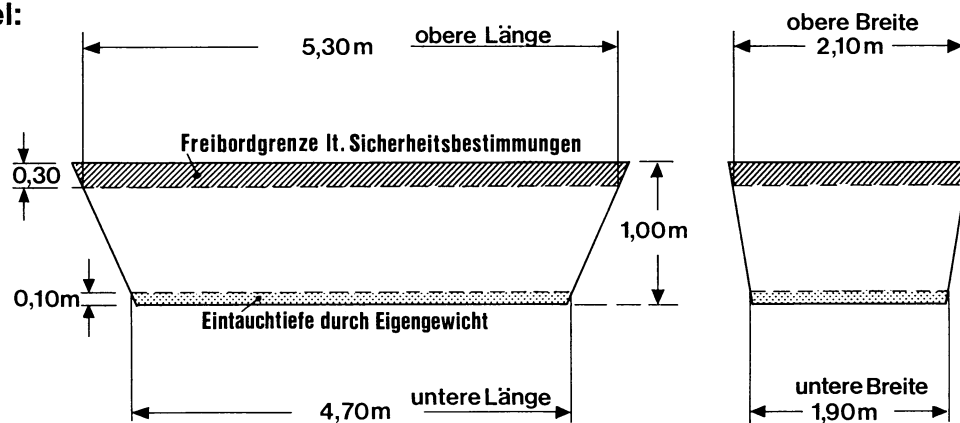 el:
obere Länge
5,30 m
obere Breite
2,10 m
Freibordgrenze lt. Sicherheitsbestimmungen
0,30
1,00 m
0,10 m
Eintauchtiefe durch Eigengewicht
untere Länge
4,70 m
untere Breite
1,90 m